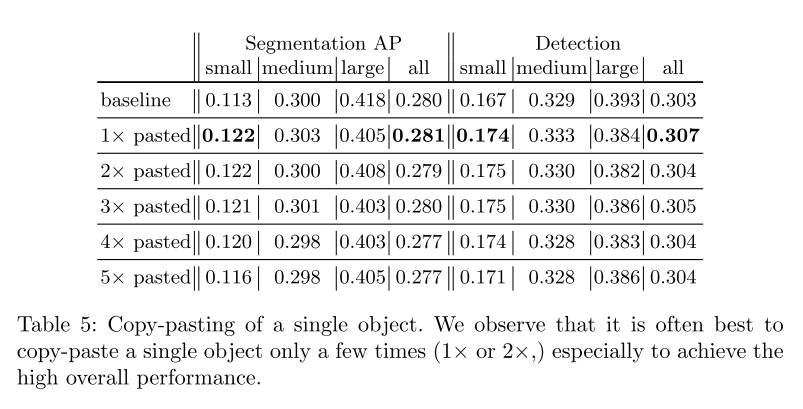 Segmentation AP Detection
small medium large all small medium large all
baseline 0.113 0.300 0.418 0.280 0.167 0.329 0.393 0.303
1× pasted 0.122 0.303 0.405 0.281 0.174 0.333 0.384 0.307
2× pasted 0.122 0.300 0.408 0.279 0.175 0.330 0.382 0.304
3× pasted 0.121 0.301 0.403 0.280 0.175 0.330 0.386 0.305
4× pasted 0.120 0.298 0.403 0.277 0.174 0.328 0.383 0.304
5× pasted 0.116 0.298 0.405 0.277 0.171 0.328 0.386 0.304
Table 5: Copy-pasting of a single object. We observe that it is often best to
copy-paste a single object only a few times (1× or 2×,) especially to achieve the
high overall performance.